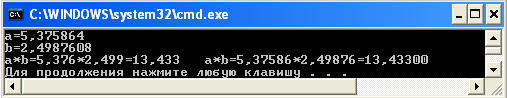 C:\WINDOWS\system32\cmd.exe
a=5,375864
b=2,4987608
a*b=5,376*2,499=13,433 a*b=5,37586*2,49876=13,43300
Для продолжения нажмите любую клавишу . . .